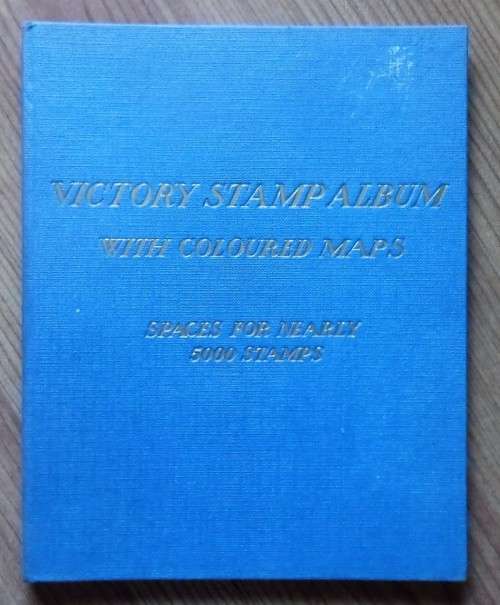 VICTORY STAMP ALBUM
WITH COLOURED MAPS
SPACES FOR NEARLY
5000 STAMPS